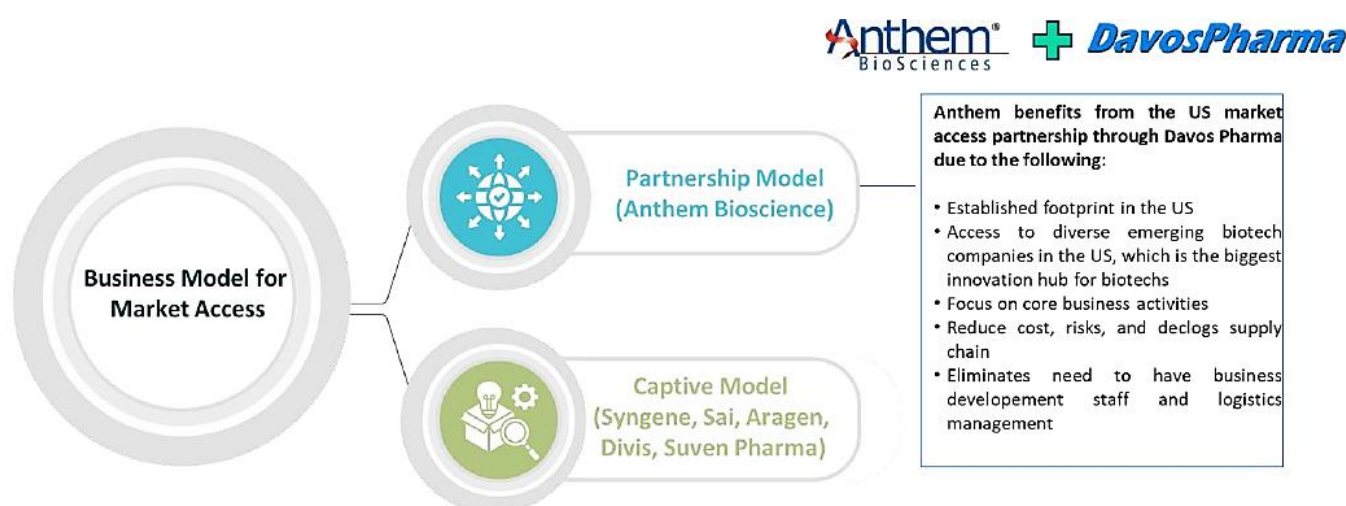 Anthem®
BioSciences
DavosPharma
Business Model for
Market Access
Partnership Model
(Anthem Bioscience)
Captive Model
(Syngene, Sai, Aragen,
Divis, Suven Pharma)
Anthem benefits from the US market
access partnership through Davos Pharma
due to the following:
• Established footprint in the US
• Access to diverse emerging biotech
companies in the US, which is the biggest
innovation hub for biotechs
• Focus on core business activities
• Reduce cost, risks, and declogs supply
chain
• Eliminates need to have business
developement staff and logistics
management